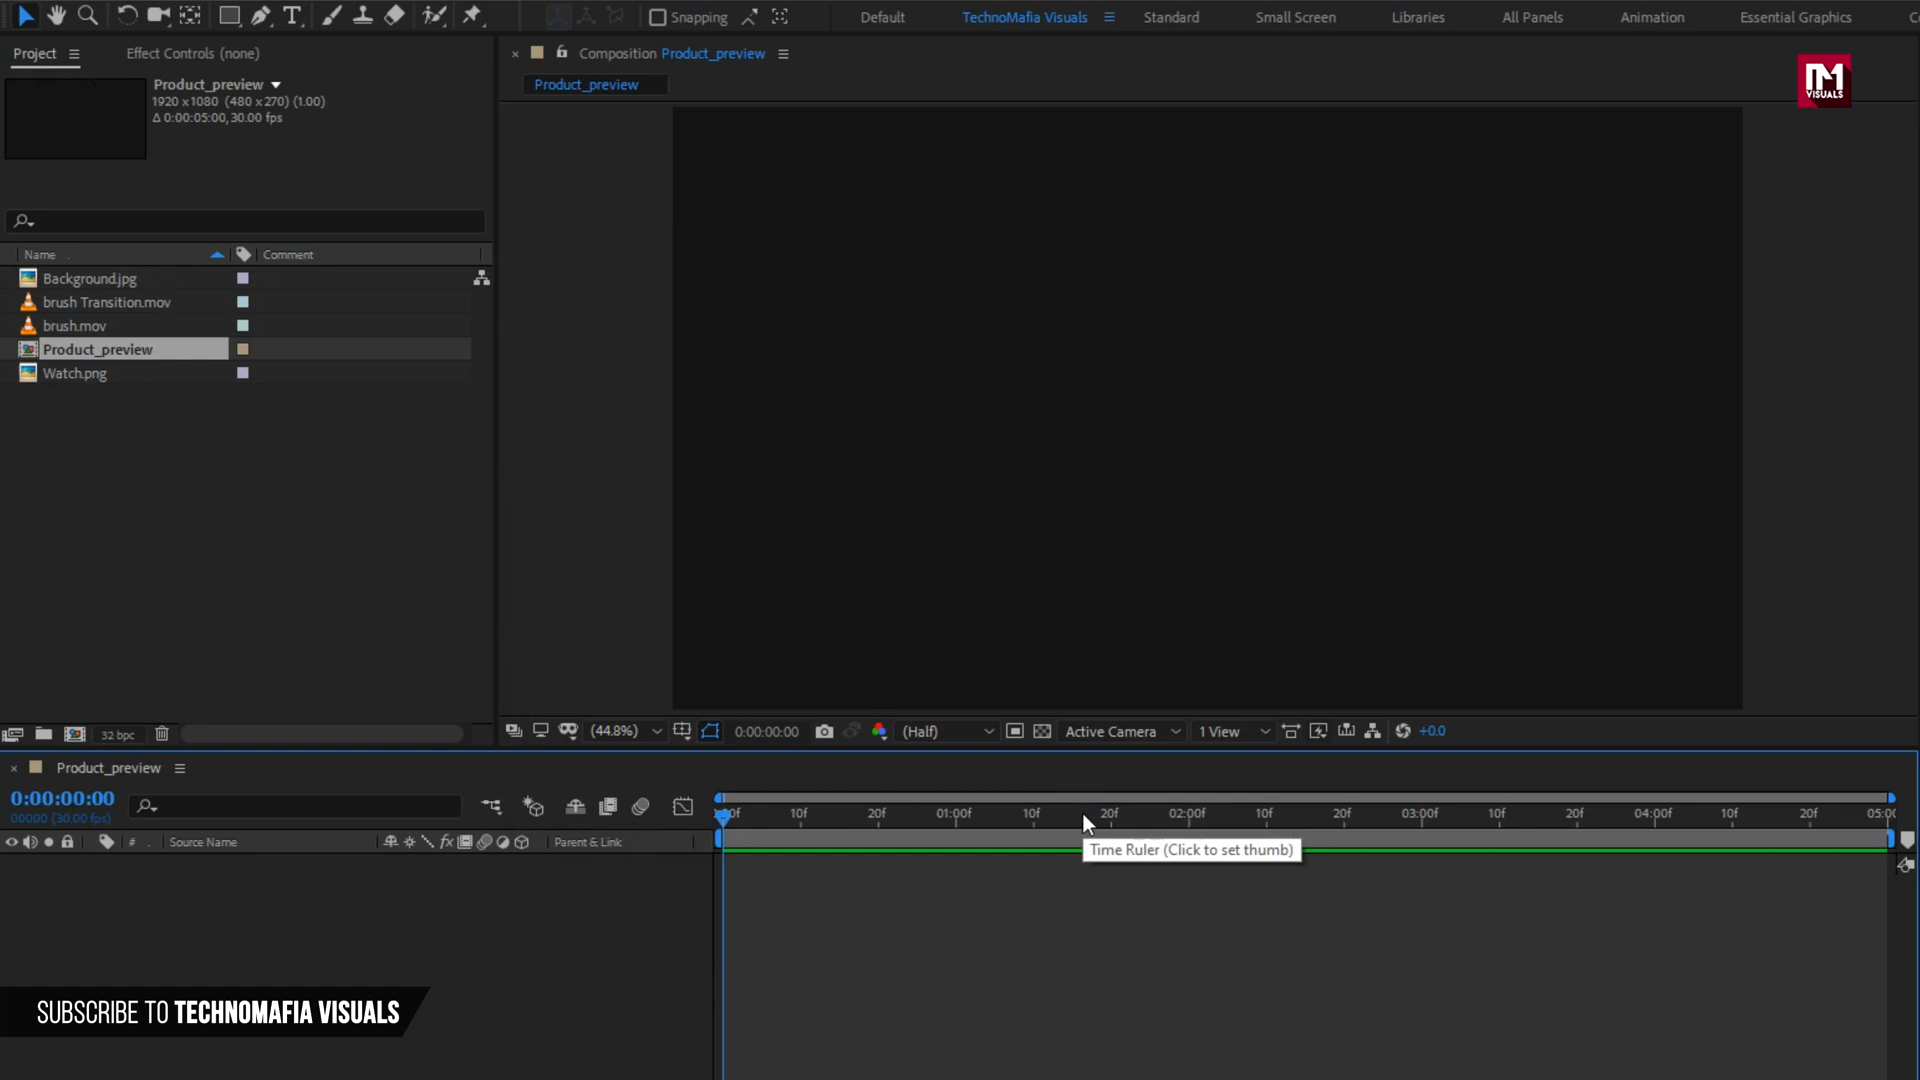 Snapping
Default
TechnoMafia Visuals
Standard
Small Screen
Libraries
All Panels
Animation
Essential Graphics
Project
Effect Controls (none)
Composition Product_preview
Product_preview
1920 x1080 (480 x270) (1.00)
Δ 0:00:05:00, 30.00 fps
Product_preview
VISUALS
Name
Comment
Background.jpg
brush Transition.mov
brush.mov
Product_preview
Watch.png
32 bpc
(44.8%)
0:00:00:00
(Half)
Active Camera
1 View
+0.0
Product_preview
0:00:00:00
00000 (30.00 fps)
# . Source Name
Parent & Link
10f 20f 01:00f 10f 20f 02:00f 10f 20f 03:00f 10f 20f 04:00f 10f 20f
Time Ruler (Click to set thumb)
SUBSCRIBE TO TECHNOMAFIA VISUALS